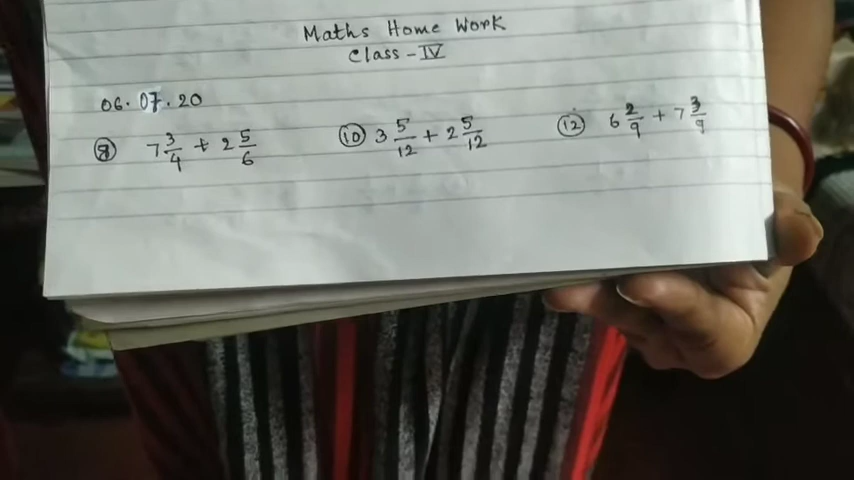 Maths Home Work
Class - IV
06.07.20
⑧ 7 3/4 + 2 5/6 ⑩ 3 5/12 + 2 5/12 ⑫ 6 2/9 + 7 3/9